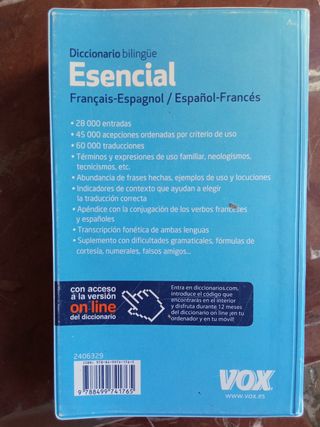 Diccionario bilingüe
Esencial
Français-Espagnol / Español-Francés
• 28 000 entradas
• 45 000 acepciones ordenadas por criterio de uso
• 60 000 traducciones
• Términos y expresiones de uso familiar, neologismos,
tecnicismos, etc.
• Abundancia de frases hechas, ejemplos de uso y locuciones
• Indicadores de contexto que ayudan a elegir
la traducción correcta
• Apéndice con la conjugación de los verbos franceses
y españoles
• Transcripción fonética de ambas lenguas
• Suplemento con dificultades gramaticales, fórmulas de
cortesía, numerales, falsos amigos...
con acceso
a la versión
on line
del diccionario
Entra en diccionarios.com,
introduce el código que
encontrarás en el interior
y disfruta durante 12 meses
del diccionario on line ¡en tu
ordenador y en tu móvil!
2406329
9 788499 741765
VOX
www.vox.es